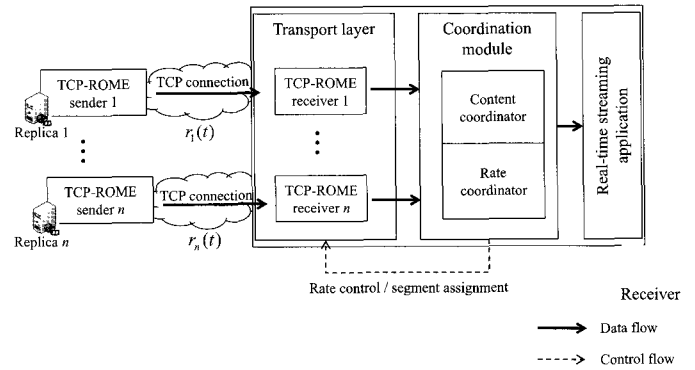 Transport layer
Coordination
module
TCP-ROME
sender 1
TCP connection
TCP-ROME
receiver 1
Content
coordinator
Real-time streaming
application
Replica 1
r₁(t)
Rate
coordinator
TCP-ROME
sender n
TCP connection
TCP-ROME
receiver n
Replica n
rₙ(t)
Rate control / segment assignment
Receiver
Data flow
Control flow